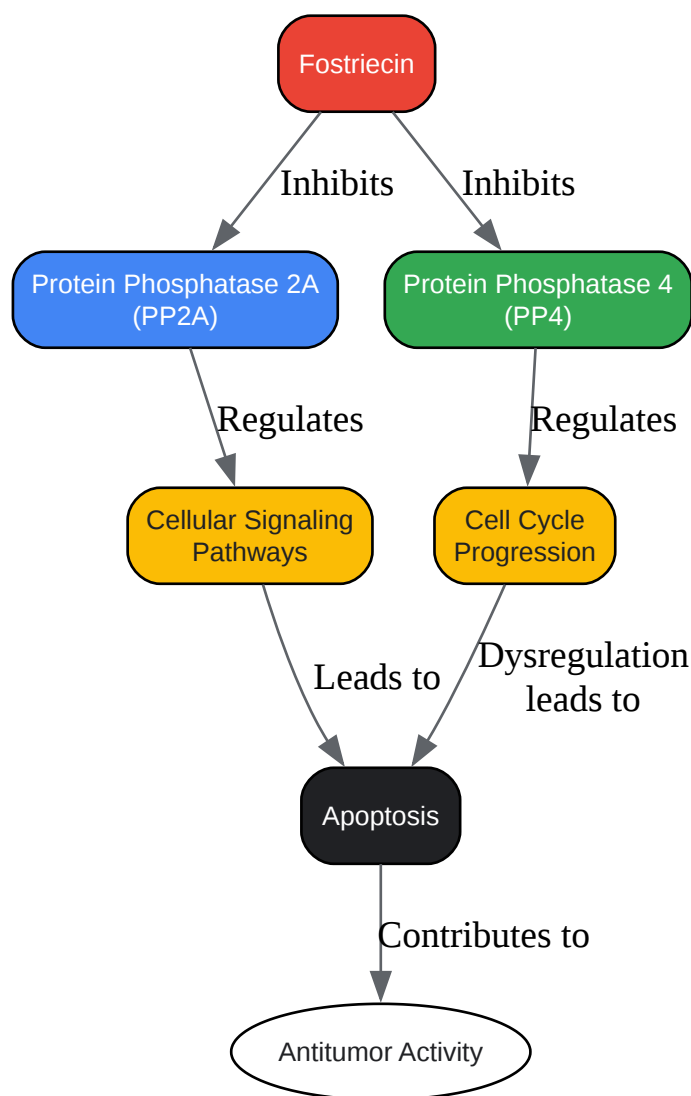 Fostriecin
Inhibits
Inhibits
Protein Phosphatase 2A
(PP2A)
Protein Phosphatase 4
(PP4)
Regulates
Regulates
Cellular Signaling
Pathways
Cell Cycle
Progression
Leads to
Dysregulation
leads to
Apoptosis
Contributes to
Antitumor Activity